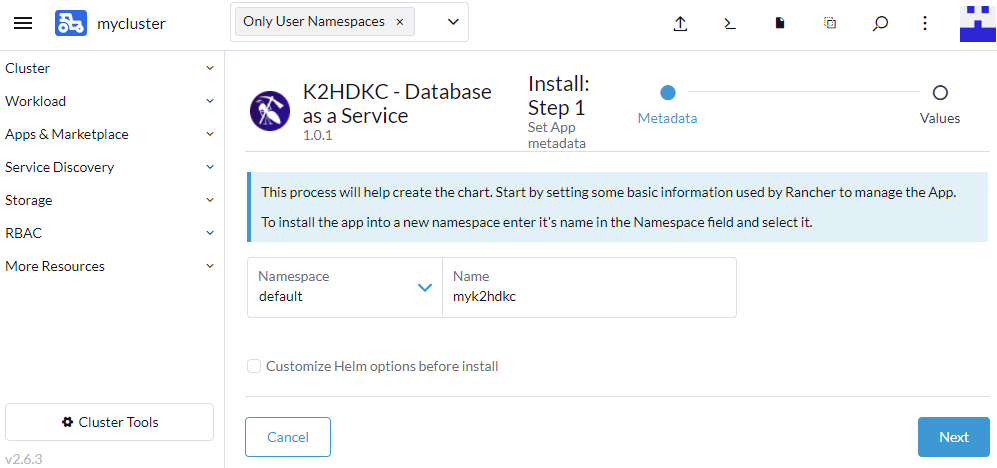 mycluster
Only User Namespaces ×
Cluster
Workload
Apps & Marketplace
Service Discovery
Storage
RBAC
More Resources
Cluster Tools
v2.6.3
K2HDKC - Database
as a Service
1.0.1
Install:
Step 1
Set App
metadata
Metadata
Values
This process will help create the chart. Start by setting some basic information used by Rancher to manage the App.
To install the app into a new namespace enter it's name in the Namespace field and select it.
Namespace
default
Name
myk2hdkc
Customize Helm options before install
Cancel
Next